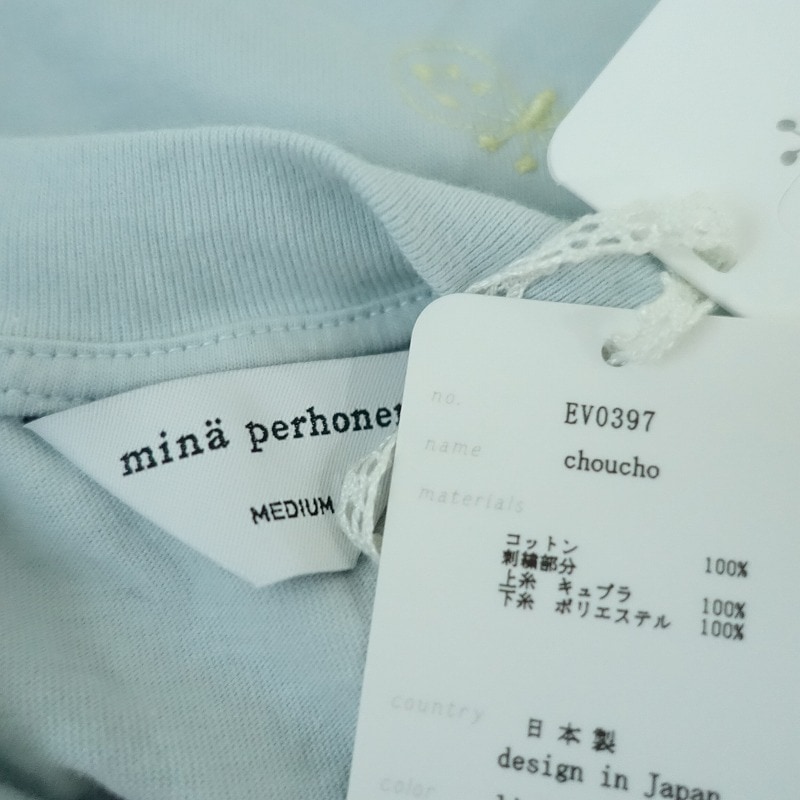 minä perhonen
MEDIUM
no.
EV0397
name
choucho
materials
コットン 100%
刺繍部分
上糸 キュプラ 100%
下糸 ポリエステル 100%
country
日本製
design in Japan
color